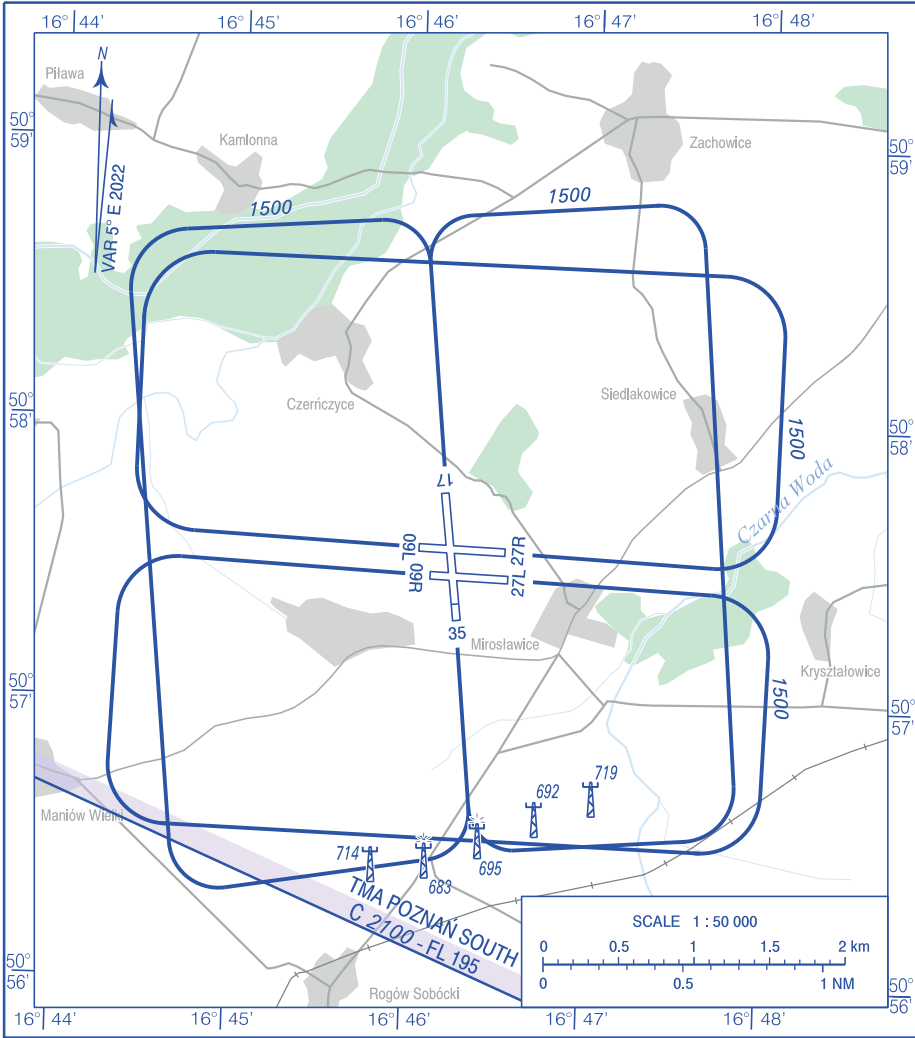 16° 44' 16° 45' 16° 46' 16° 47' 16° 48'
N
Piława
50° 59'
50° 59'
Kamlonna
Zachowice
VAR 5° E 2022
1500
1500
Siedlakowice
Czerńczyce
50° 58'
50° 58'
1500
Czarna Woda
17
09L
27R
09R
27L
35
Mirosławice
Kryształowice
50° 57'
50° 57'
1500
719
692
Maniów Wielki
714
683
695
TMA POZNAŃ SOUTH
C 2100 - FL 195
SCALE 1 : 50 000
0 0.5 1 1.5 2 km
0 0.5 1 NM
50° 56'
50° 56'
Rogów Sobócki
16° 44' 16° 45' 16° 46' 16° 47' 16° 48'